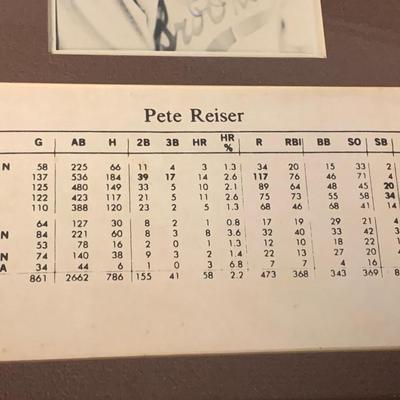 Brook
Pete Reiser
G AB H 2B 3B HR HR % R RBI BB SO SB
N 58 225 66 11 4 3 1.3 34 20 15 33 2
137 536 184 39 17 14 2.6 117 76 46 71 4
125 480 149 33 5 10 2.1 89 64 48 45 20
122 423 117 21 5 11 2.6 75 73 55 58 34
110 388 120 23 2 5 1.3 68 46 68 41 14
64 127 30 8 2 1 0.8 17 19 29 21 4
N 84 221 60 8 3 8 3.6 32 40 33 42
53 78 16 2 0 1 1.3 12 10 18 22
N 74 140 38 9 3 2 1.4 22 13 27 20 4
A 34 44 6 1 0 3 6.8 7 7 4 16
861 2662 786 155 41 58 2.2 473 368 343 369 8